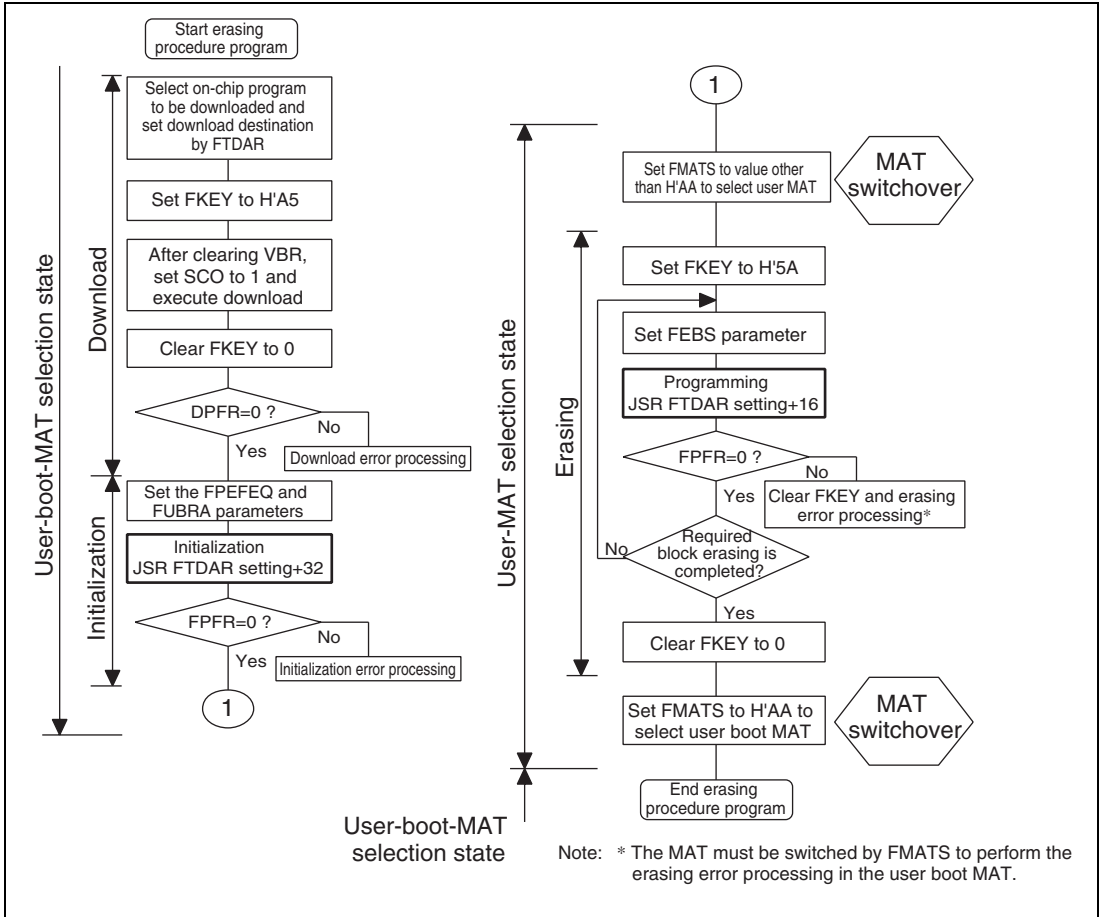 Start erasing
procedure program
User-boot-MAT selection state
Download
Select on-chip program
to be downloaded and
set download destination
by FTDAR
Set FKEY to H'A5
After clearing VBR,
set SCO to 1 and
execute download
Clear FKEY to 0
DPFR=0 ?
No
Yes
Download error processing
Initialization
Set the FPEFEQ and
FUBRA parameters
Initialization
JSR FTDAR setting+32
FPFR=0 ?
No
Yes
Initialization error processing
1
1
User-MAT selection state
Set FMATS to value other
than H'AA to select user MAT
MAT
switchover
Erasing
Set FKEY to H'5A
Set FEBS parameter
Programming
JSR FTDAR setting+16
FPFR=0 ?
No
Yes
Clear FKEY and erasing
error processing*
Required
block erasing is
completed?
No
Yes
Clear FKEY to 0
Set FMATS to H'AA to
select user boot MAT
MAT
switchover
End erasing
procedure program
User-boot-MAT
selection state
Note: * The MAT must be switched by FMATS to perform the
erasing error processing in the user boot MAT.